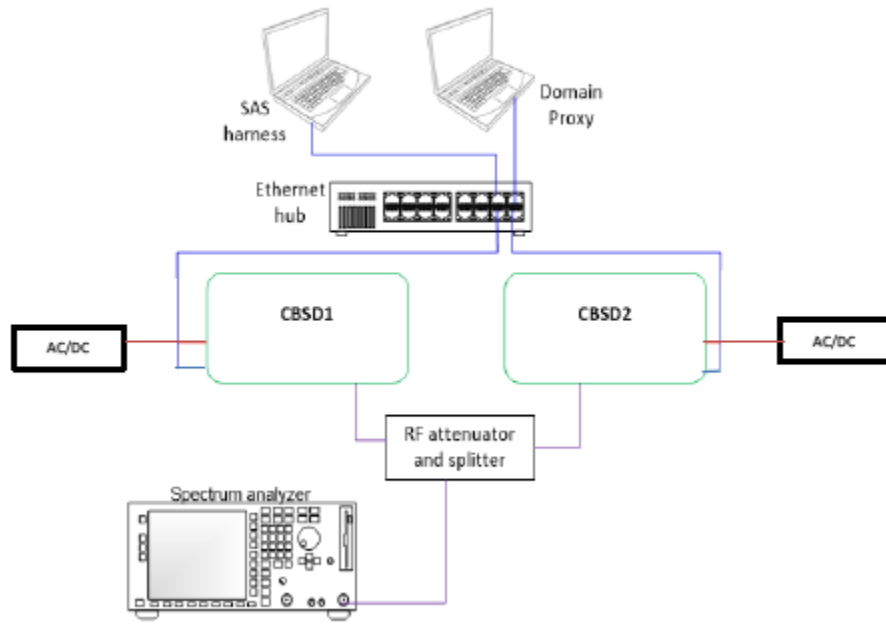 SAS
harness
Domain
Proxy
Ethernet
hub
CBSD1
CBSD2
AC/DC
AC/DC
RF attenuator
and splitter
Spectrum analyzer